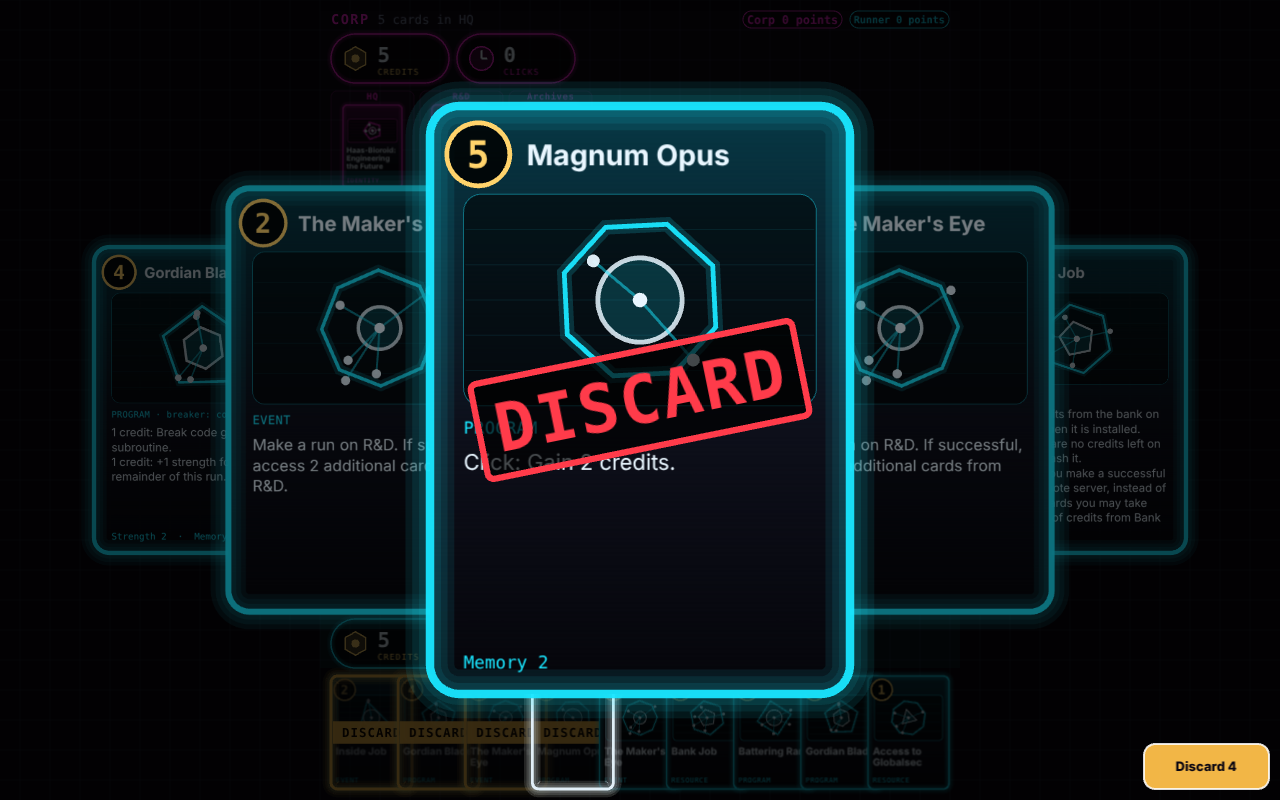 CORP 5 cards in HQ
Corp 0 points
Runner 0 points
5
CREDITS
0
CLICKS
HQ
R&D
Archives
Haas-Bioroid:
Engineering
the Future
4
Gordian Bla
PROGRAM · breaker: co
1 credit: Break code g
subroutine.
1 credit: +1 strength f
remainder of this run.
Strength 2 · Memory
2
The Maker's
EVENT
Make a run on R&D. If s
access 2 additional car
R&D.
5
Magnum Opus
DISCARD
PROGRAM
Click: Gain 2 credits.
Memory 2
e Maker's Eye
on R&D. If successful,
dditional cards from
Job
ts from the bank on
en it is installed.
re no credits left on
sh it.
u make a successful
ote server, instead of
rds you may take
of credits from Bank
5
CREDITS
2
DISCARD
Inside Job
EVENT
4
DISCARD
Gordian Blad
PROGRAM
DISCARD
The Maker's
Eye
DISCARD
Magnum Op
The Maker's
Eye
Bank Job
RESOURCE
Battering Ra
PROGRAM
Gordian Blad
PROGRAM
1
Access to
Globalsec
RESOURCE
Discard 4